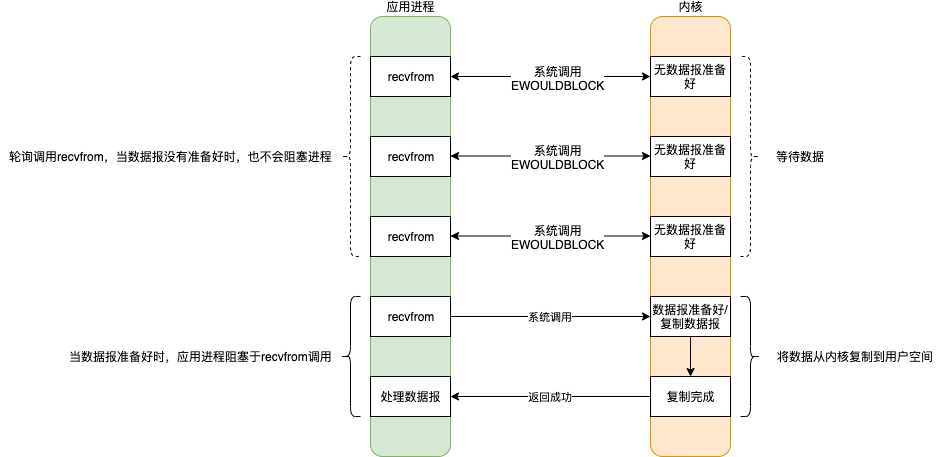 应用进程
内核
recvfrom
系统调用
EWOULDBLOCK
无数据报准备
好
轮询调用recvfrom，当数据报没有准备好时，也不会阻塞进程
recvfrom
系统调用
EWOULDBLOCK
无数据报准备
好
等待数据
recvfrom
系统调用
EWOULDBLOCK
无数据报准备
好
recvfrom
系统调用
数据报准备好/
复制数据报
当数据报准备好时，应用进程阻塞于recvfrom调用
将数据从内核复制到用户空间
处理数据报
返回成功
复制完成